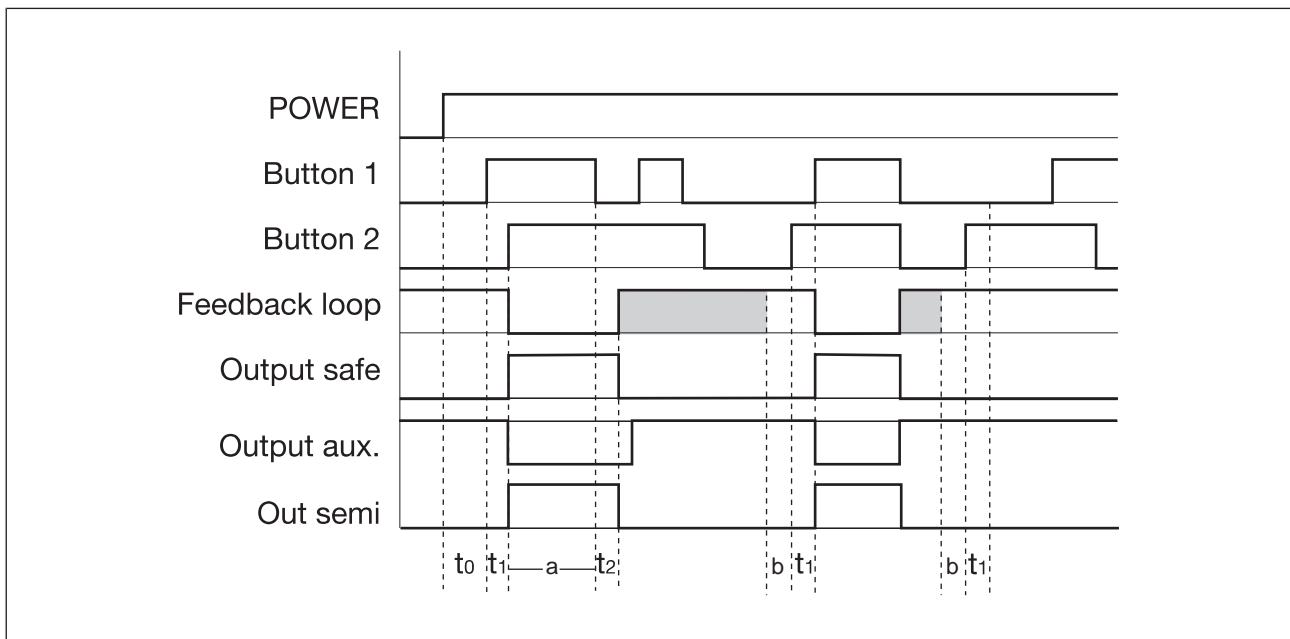 POWER
Button 1
Button 2
Feedback loop
Output safe
Output aux.
Out semi
t0 t1 a t2 b t1 b t1